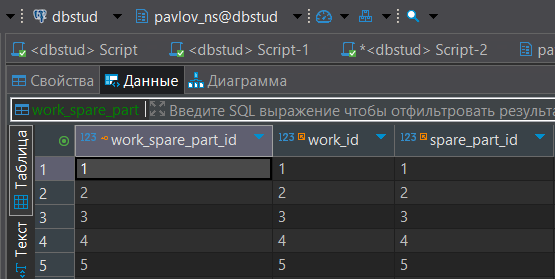 dbstud pavlov_ns@dbstud
<dbstud> Script <dbstud> Script-1 *<dbstud> Script-2 pa
Свойства Данные Диаграмма
work_spare_part Введите SQL выражение чтобы отфильтровать результа
Таблица
Текст
123 work_spare_part_id 123 work_id 123 spare_part_id
1 1 1 1
2 2 2 2
3 3 3 3
4 4 4 4
5 5 5 5